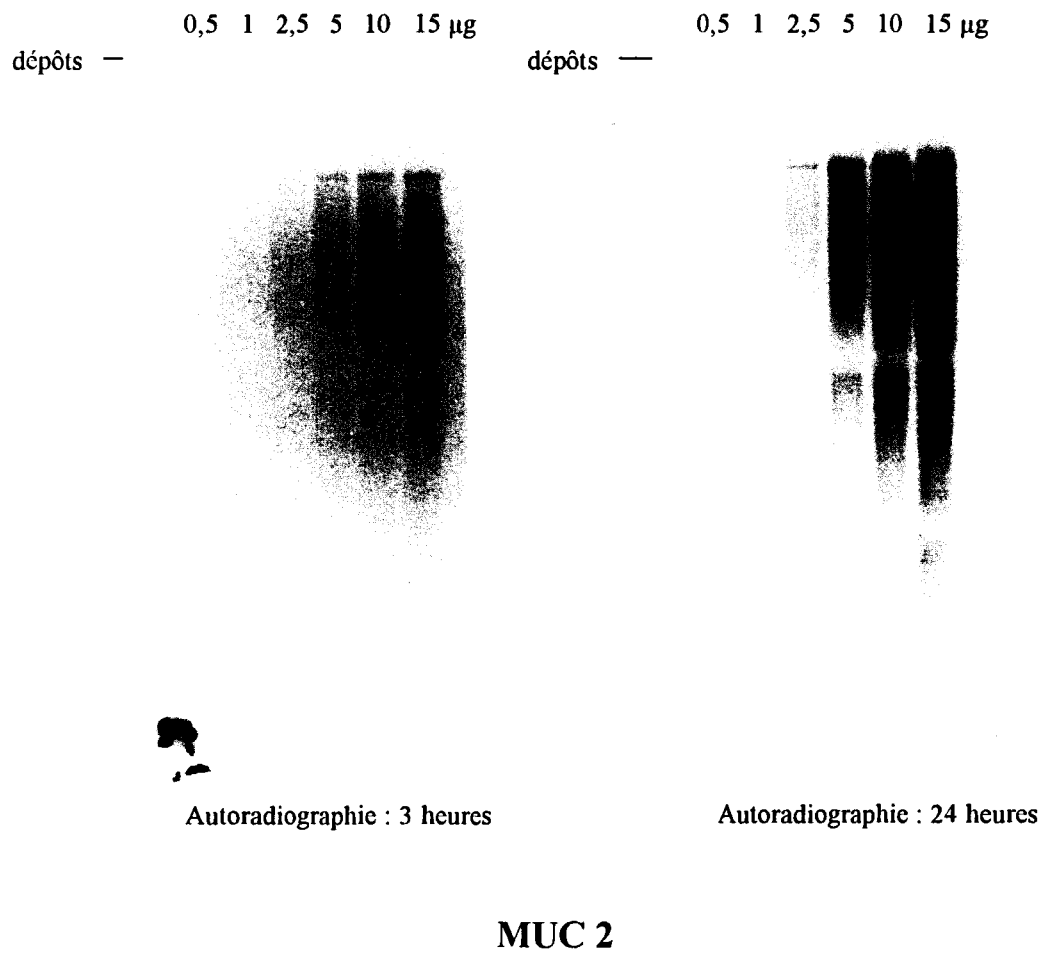 0,5 1 2,5 5 10 15 µg
dépôts
0,5 1 2,5 5 10 15 µg
dépôts
Autoradiographie : 3 heures
Autoradiographie : 24 heures
MUC 2